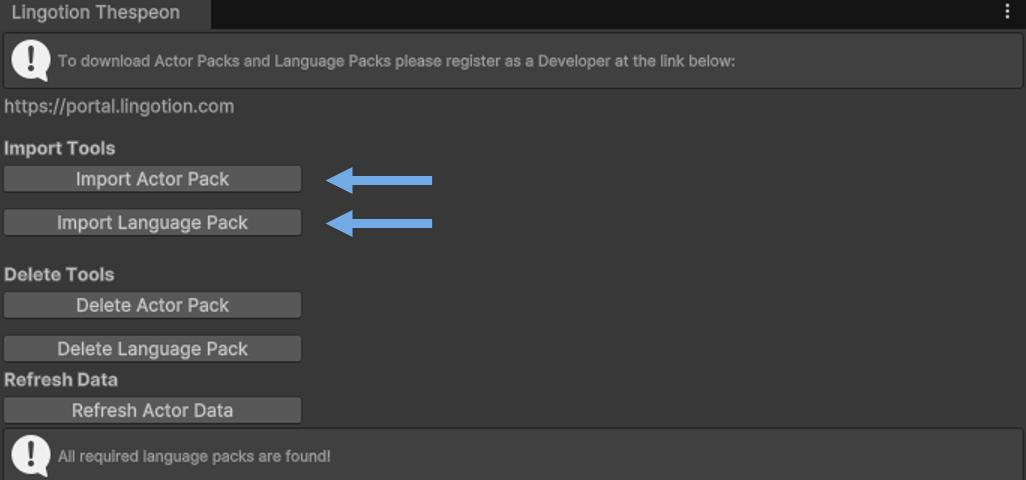 Lingotion Thespeon
To download Actor Packs and Language Packs please register as a Developer at the link below:
https://portal.lingotion.com
Import Tools
Import Actor Pack
Import Language Pack
Delete Tools
Delete Actor Pack
Delete Language Pack
Refresh Data
Refresh Actor Data
All required language packs are found!